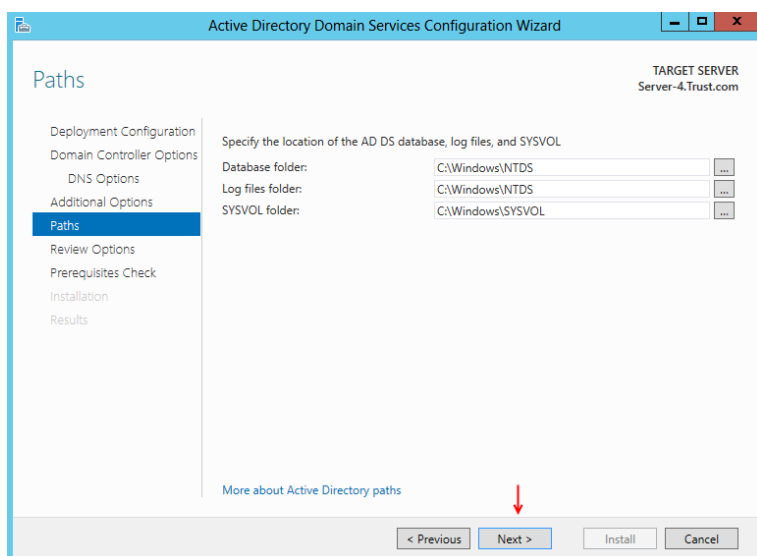 Active Directory Domain Services Configuration Wizard
Paths
TARGET SERVER
Server-4.Trust.com
Deployment Configuration
Domain Controller Options
DNS Options
Additional Options
Paths
Review Options
Prerequisites Check
Installation
Results
Specify the location of the AD DS database, log files, and SYSVOL
Database folder: C:\Windows\NTDS ...
Log files folder: C:\Windows\NTDS ...
SYSVOL folder: C:\Windows\SYSVOL ...
More about Active Directory paths
< Previous Next > Install Cancel